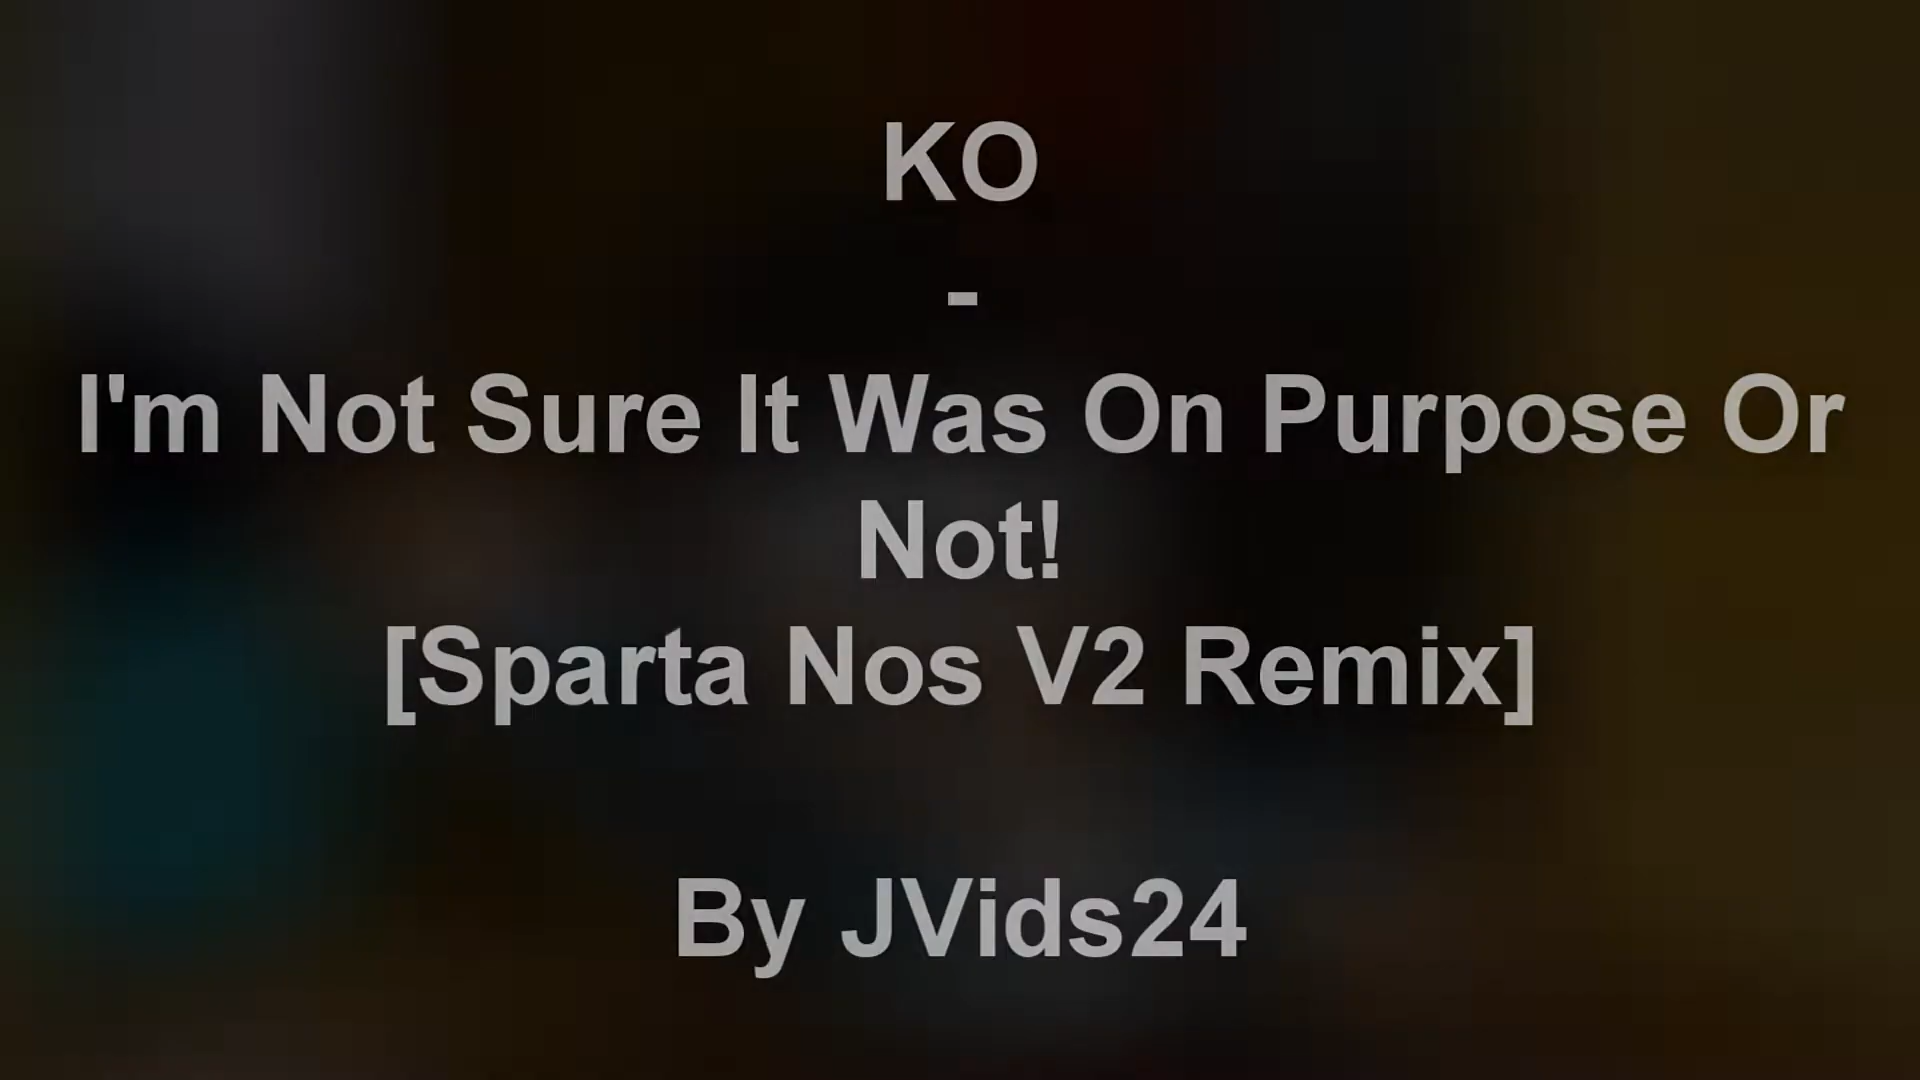 KO
-
I'm Not Sure It Was On Purpose Or
Not!
[Sparta Nos V2 Remix]
By JVids24